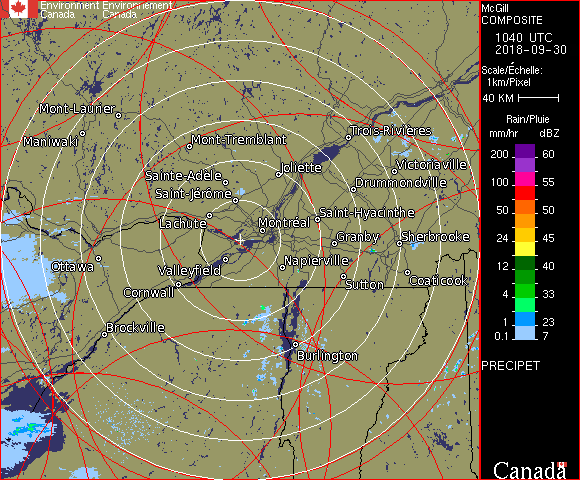 Environment Environnement
Canada Canada
McGill
COMPOSITE
1040 UTC
2018-09-30
Scale/Échelle:
1km/Pixel
40 KM
Rain/Pluie
mm/hr dBZ
200 60
100 55
50 50
24 45
12 40
4 33
1 23
0.1 7
PRECIPET
Canada
Mont-Laurier
Maniwaki
Mont-Tremblant
Trois-Rivières
Sainte-Adèle
Joliette
Victoriaville
Saint-Jérôme
Drummondville
Lachute
Montréal
Saint-Hyacinthe
Granby
Sherbrooke
Ottawa
Valleyfield
Napierville
Cornwall
Sutton
Coaticook
Brockville
Burlington